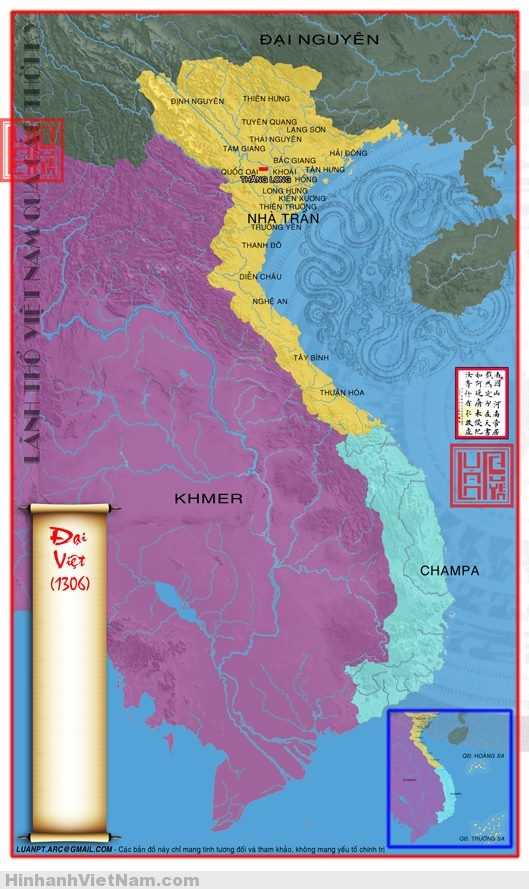 ĐẠI NGUYÊN
ĐỊNH NGUYÊN
THIÊN HƯNG
TUYÊN QUANG
LẠNG SƠN
THÁI NGUYÊN
TAM GIANG
HẢI ĐÔNG
BẮC GIANG
QUỐC OAI
KHOÁI
TÂN HƯNG
THĂNG LONG
HỒNG
LONG HƯNG
KIẾN XƯƠNG
THIÊN TRƯỜNG
NHÀ TRẦN
TRƯỜNG YÊN
THANH ĐÔ
DIỄN CHÂU
NGHỆ AN
TÂY BÌNH
THUẬN HÓA
LÃNH THỔ VIỆT NAM QUA CÁC THỜI KỲ
KHMER
CHAMPA
Đại
Việt
(1306)
QĐ. HOÀNG SA
QĐ. TRƯỜNG SA
LUANPT.ARC@GMAIL.COM - Các bản đồ này chỉ mang tính tương đối và tham khảo, không mang yếu tố chính trị
HinhanhVietNam.com